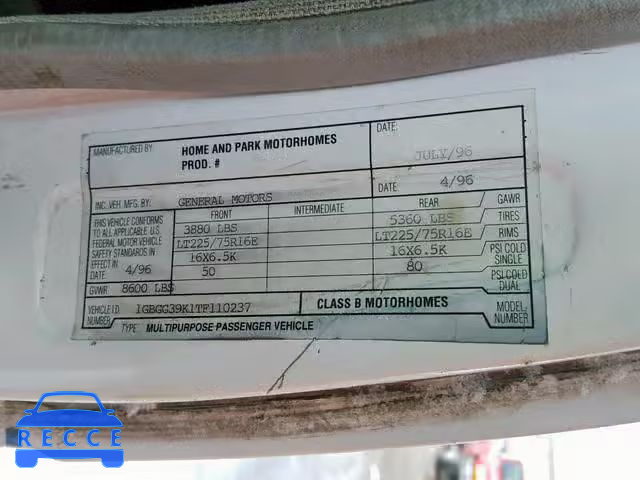 MANUFACTURED BY HOME AND PARK MOTORHOMES DATE:
PROD. # JULY/96
INC. VEH. MFG. BY: GENERAL MOTORS DATE 4/96
THIS VEHICLE CONFORMS TO ALL APPLICABLE U.S. FEDERAL MOTOR VEHICLE SAFETY STANDARDS IN EFFECT IN 4/96
FRONT INTERMEDIATE REAR GAWR
3880 LBS 5360 LBS TIRES
LT225/75R16E LT225/75R16E RIMS
16X6.5K 16X6.5K PSI COLD SINGLE
50 80 PSI COLD DUAL
GVWR 8600 LBS
VEHICLE I.D. NUMBER 1GBGG39K1TF110237 CLASS B MOTORHOMES MODEL NUMBER
TYPE: MULTIPURPOSE PASSENGER VEHICLE
RECCE